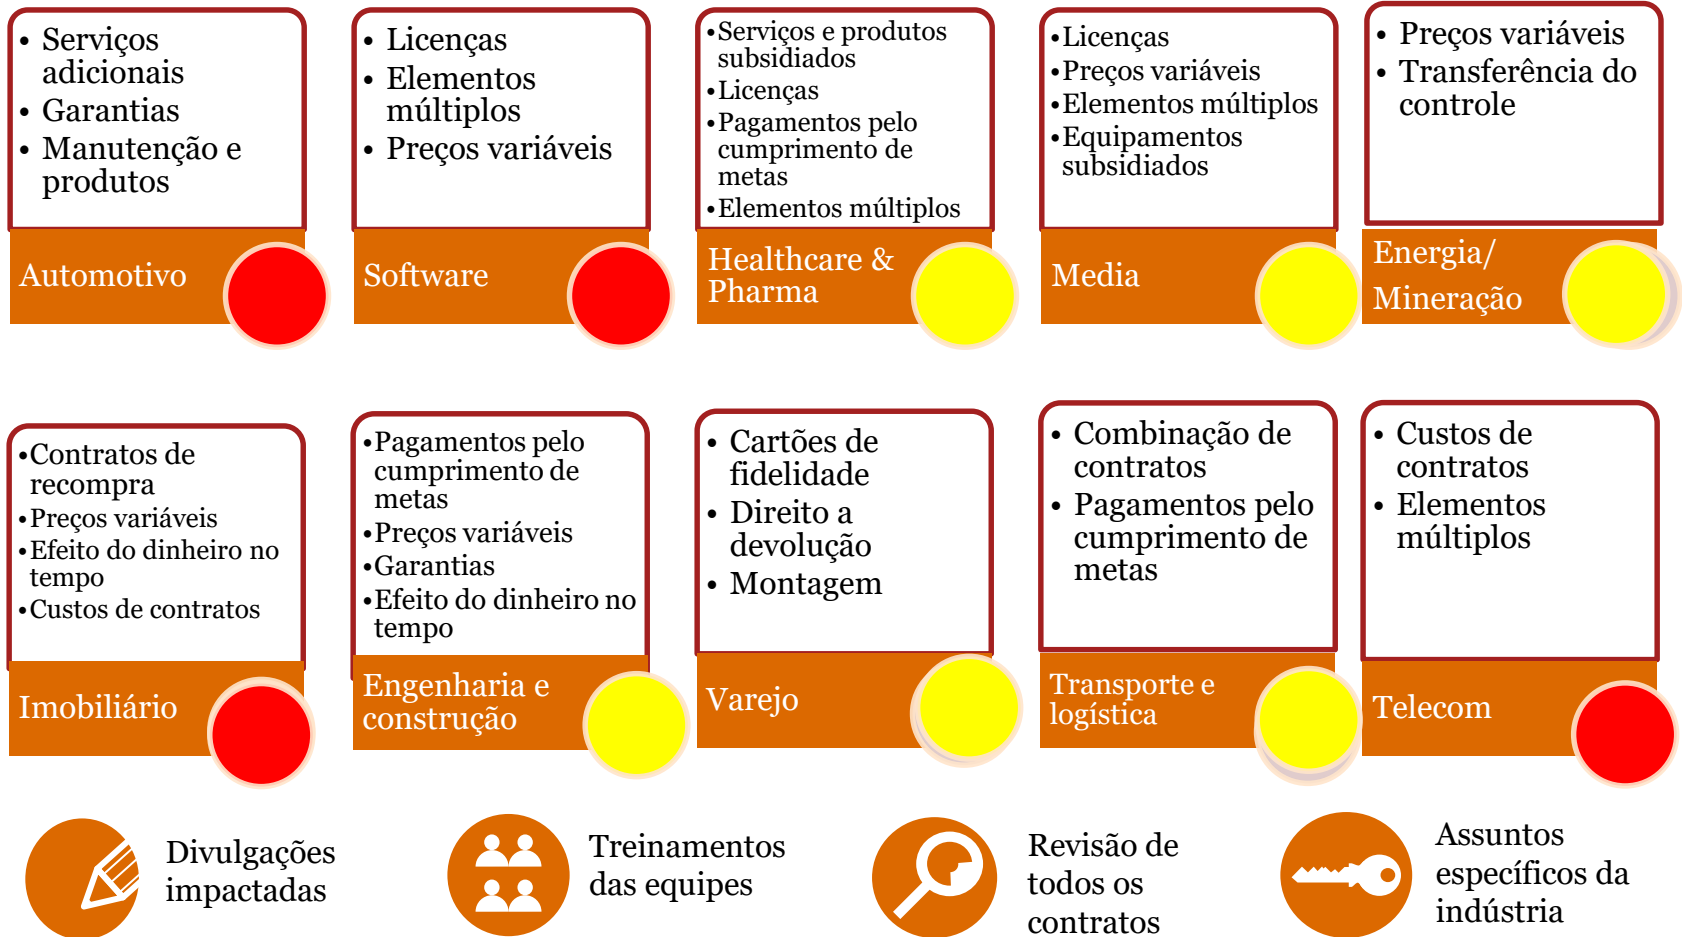 • Serviços
adicionais
• Garantias
• Manutenção e
produtos
Automotivo
• Licenças
• Elementos
múltiplos
• Preços variáveis
Software
•Serviços e produtos
subsidiados
•Licenças
•Pagamentos pelo
cumprimento de
metas
•Elementos múltiplos
Healthcare &
Pharma
•Licenças
•Preços variáveis
•Elementos múltiplos
•Equipamentos
subsidiados
Media
• Preços variáveis
• Transferência do
controle
Energia/
Mineração
•Contratos de
recompra
•Preços variáveis
•Efeito do dinheiro no
tempo
•Custos de contratos
Imobiliário
•Pagamentos pelo
cumprimento de
metas
•Preços variáveis
•Garantias
•Efeito do dinheiro no
tempo
Engenharia e
construção
• Cartões de
fidelidade
• Direito a
devolução
• Montagem
Varejo
• Combinação de
contratos
• Pagamentos pelo
cumprimento de
metas
Transporte e
logística
• Custos de
contratos
• Elementos
múltiplos
Telecom
Divulgações
impactadas
Treinamentos
das equipes
Revisão de
todos os
contratos
Assuntos
específicos da
indústria